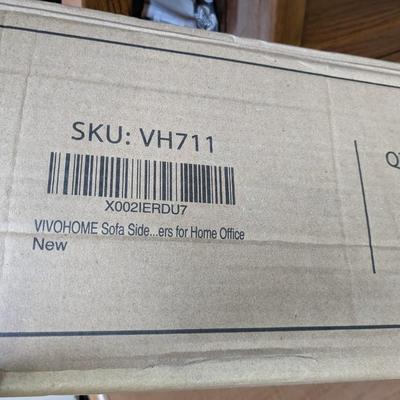 SKU: VH711
X002IERDU7
VIVOHOME Sofa Side...ers for Home Office
New